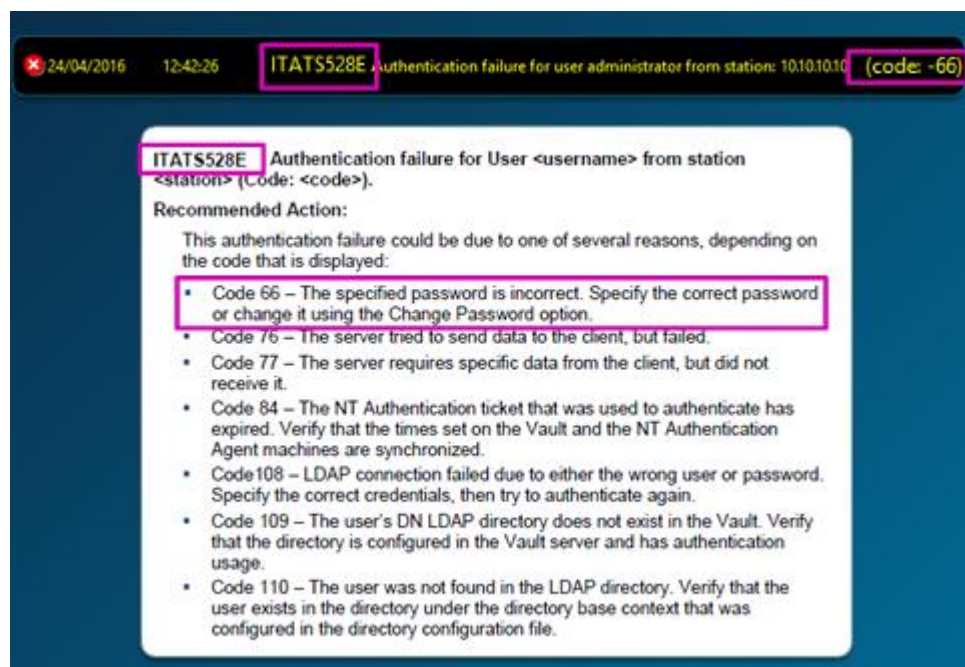 24/04/2016 12:42:26 ITATS528E Authentication failure for user administrator from station: 10.10.10.10 (code: -66)
ITATS528E Authentication failure for User <username> from station
<station> (Code: <code>).
Recommended Action:
This authentication failure could be due to one of several reasons, depending on
the code that is displayed:
▪ Code 66 – The specified password is incorrect. Specify the correct password
or change it using the Change Password option.
▪ Code 76 – The server tried to send data to the client, but failed.
▪ Code 77 – The server requires specific data from the client, but did not
receive it.
▪ Code 84 – The NT Authentication ticket that was used to authenticate has
expired. Verify that the times set on the Vault and the NT Authentication
Agent machines are synchronized.
▪ Code108 – LDAP connection failed due to either the wrong user or password.
Specify the correct credentials, then try to authenticate again.
▪ Code 109 – The user's DN LDAP directory does not exist in the Vault. Verify
that the directory is configured in the Vault server and has authentication
usage.
▪ Code 110 – The user was not found in the LDAP directory. Verify that the
user exists in the directory under the directory base context that was
configured in the directory configuration file.